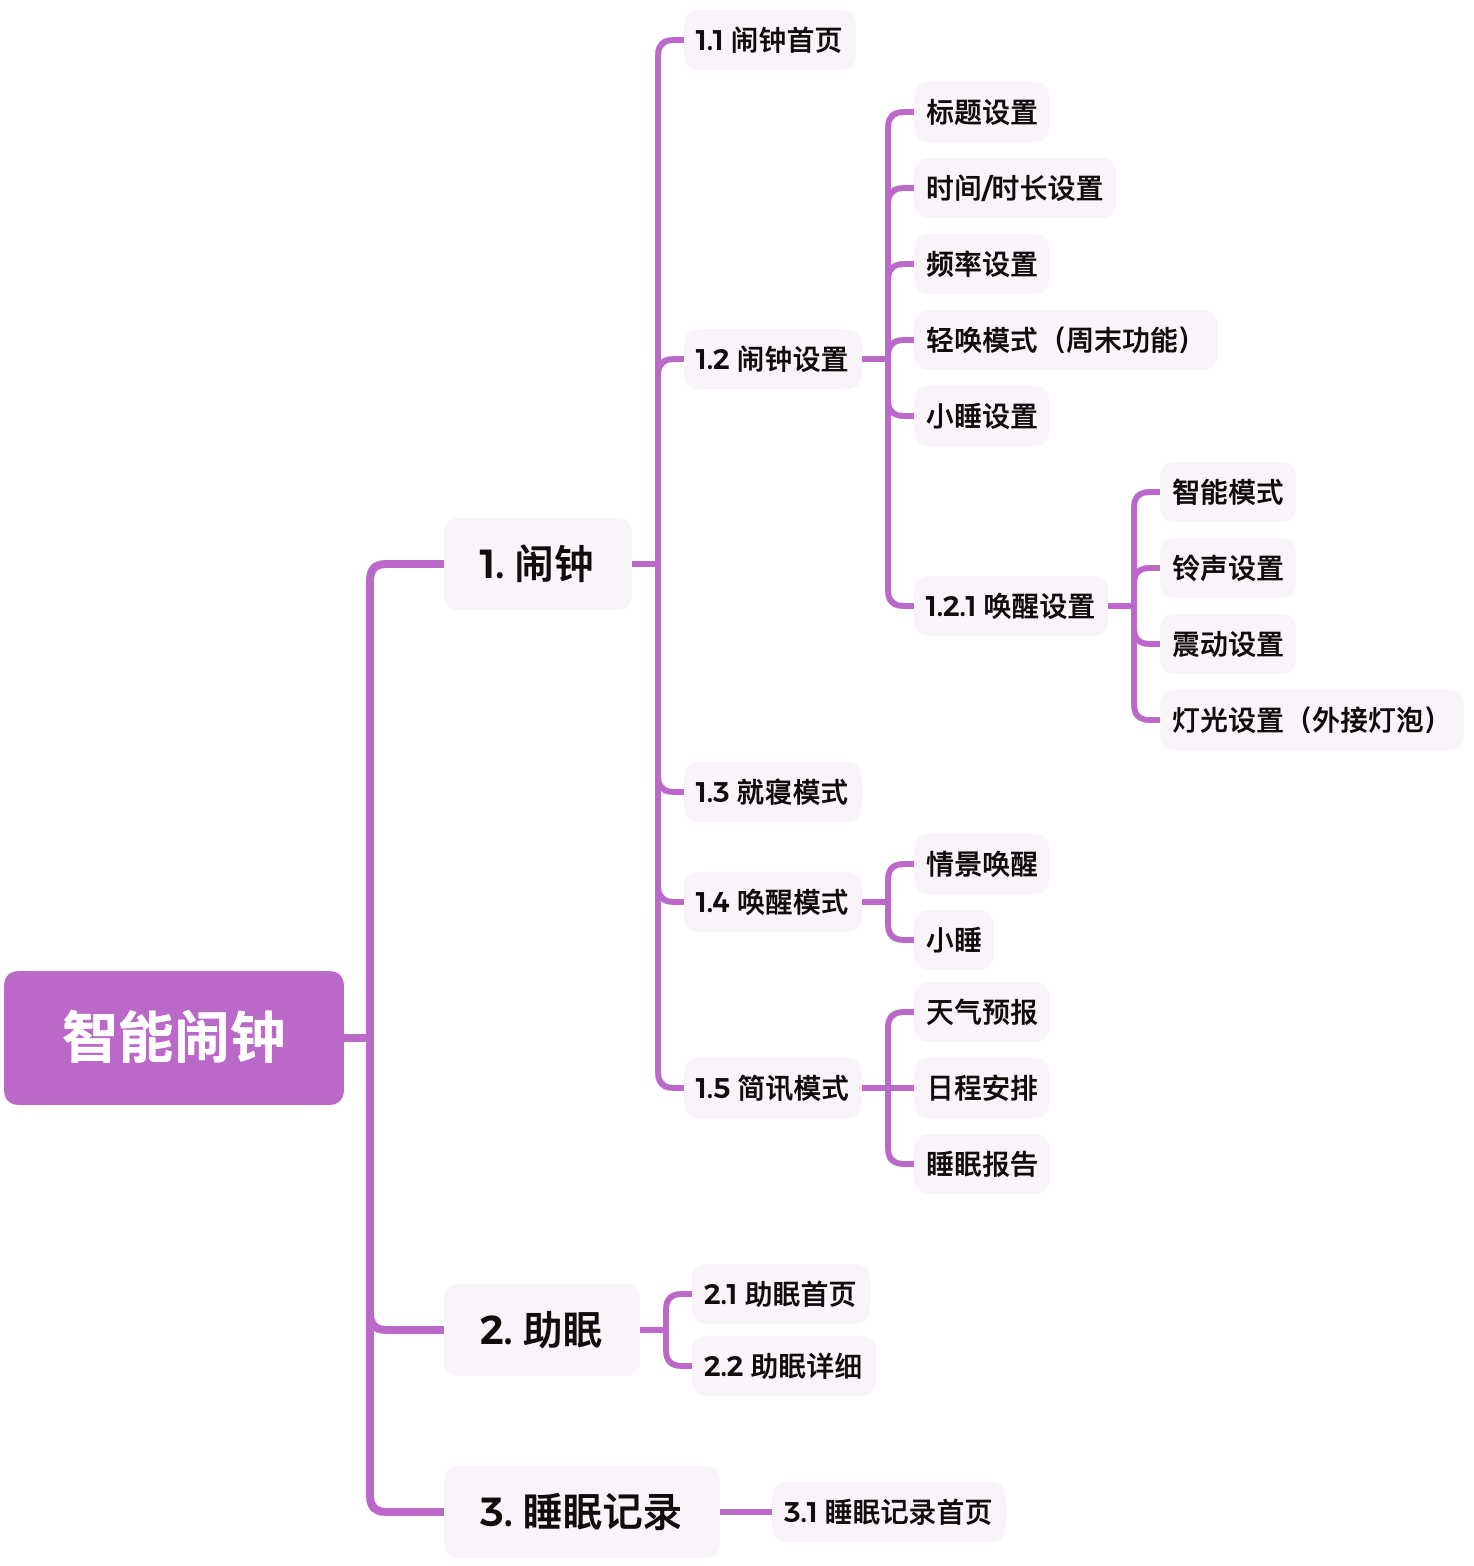 智能闹钟
1. 闹钟
1.1 闹钟首页
1.2 闹钟设置
标题设置
时间/时长设置
频率设置
轻唤模式（周末功能）
小睡设置
1.2.1 唤醒设置
智能模式
铃声设置
震动设置
灯光设置（外接灯泡）
1.3 就寝模式
1.4 唤醒模式
情景唤醒
小睡
1.5 简讯模式
天气预报
日程安排
睡眠报告
2. 助眠
2.1 助眠首页
2.2 助眠详细
3. 睡眠记录
3.1 睡眠记录首页